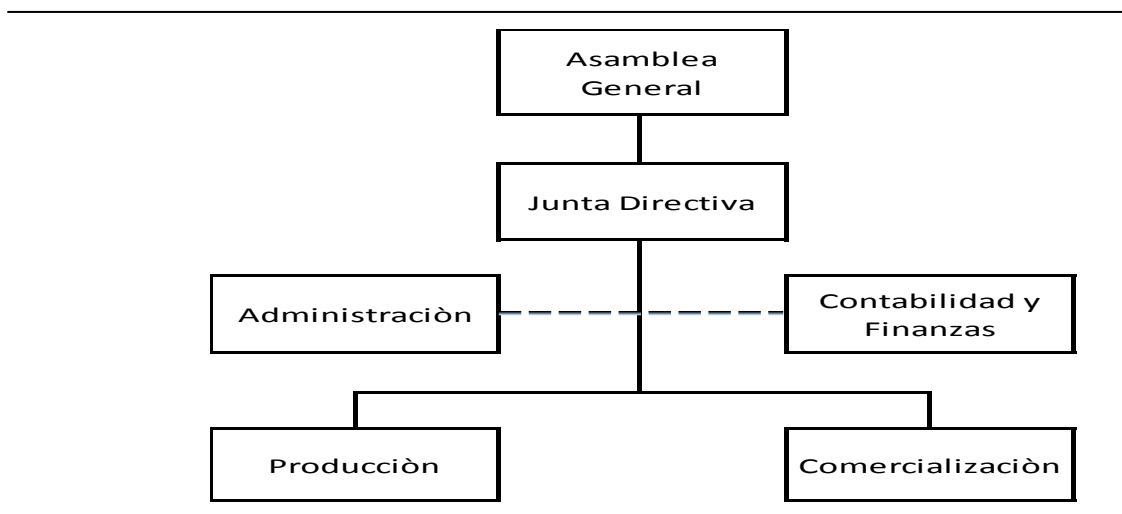 Asamblea
General
Junta Directiva
Administraciòn
Contabilidad y
Finanzas
Producciòn
Comercializaciòn